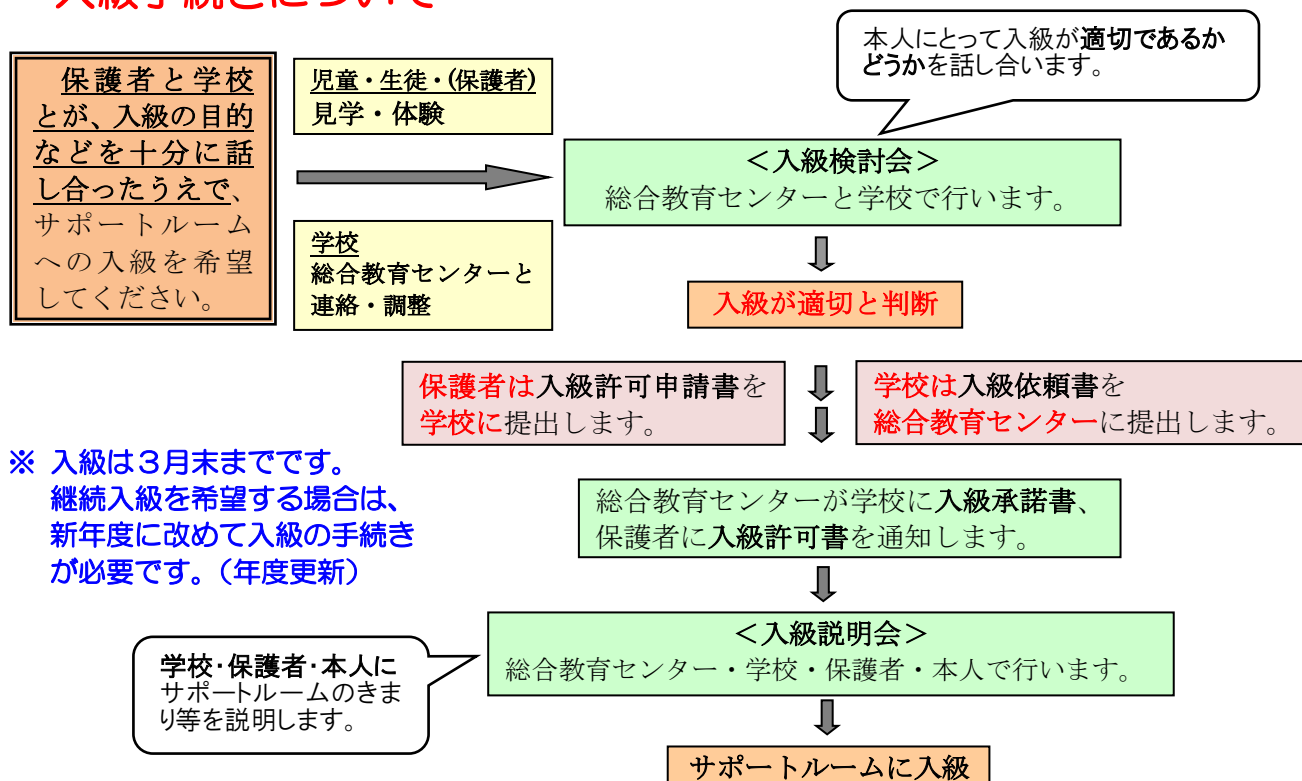 入級手続きについて
保護者と学校
とが、入級の目的
などを十分に話
し合ったうえで、
サポートルーム
への入級を希望
してください。
児童・生徒・(保護者)
見学・体験
学校
総合教育センターと
連絡・調整
本人にとって入級が適切であるか
どうかを話し合います。
＜入級検討会＞
総合教育センターと学校で行います。
入級が適切と判断
保護者は入級許可申請書を
学校に提出します。
学校は入級依頼書を
総合教育センターに提出します。
※ 入級は３月末までです。
継続入級を希望する場合は、
新年度に改めて入級の手続き
が必要です。（年度更新）
総合教育センターが学校に入級承諾書、
保護者に入級許可書を通知します。
＜入級説明会＞
総合教育センター・学校・保護者・本人で行います。
学校・保護者・本人に
サポートルームのきま
り等を説明します。
サポートルームに入級